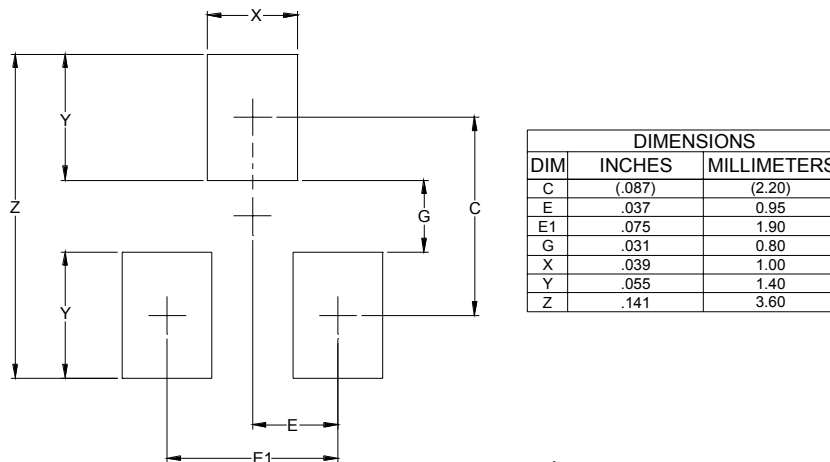 X
Y
Z
G
C
Y
E
E1
DIMENSIONS
DIM INCHES MILLIMETERS
C (.087) (2.20)
E .037 0.95
E1 .075 1.90
G .031 0.80
X .039 1.00
Y .055 1.40
Z .141 3.60